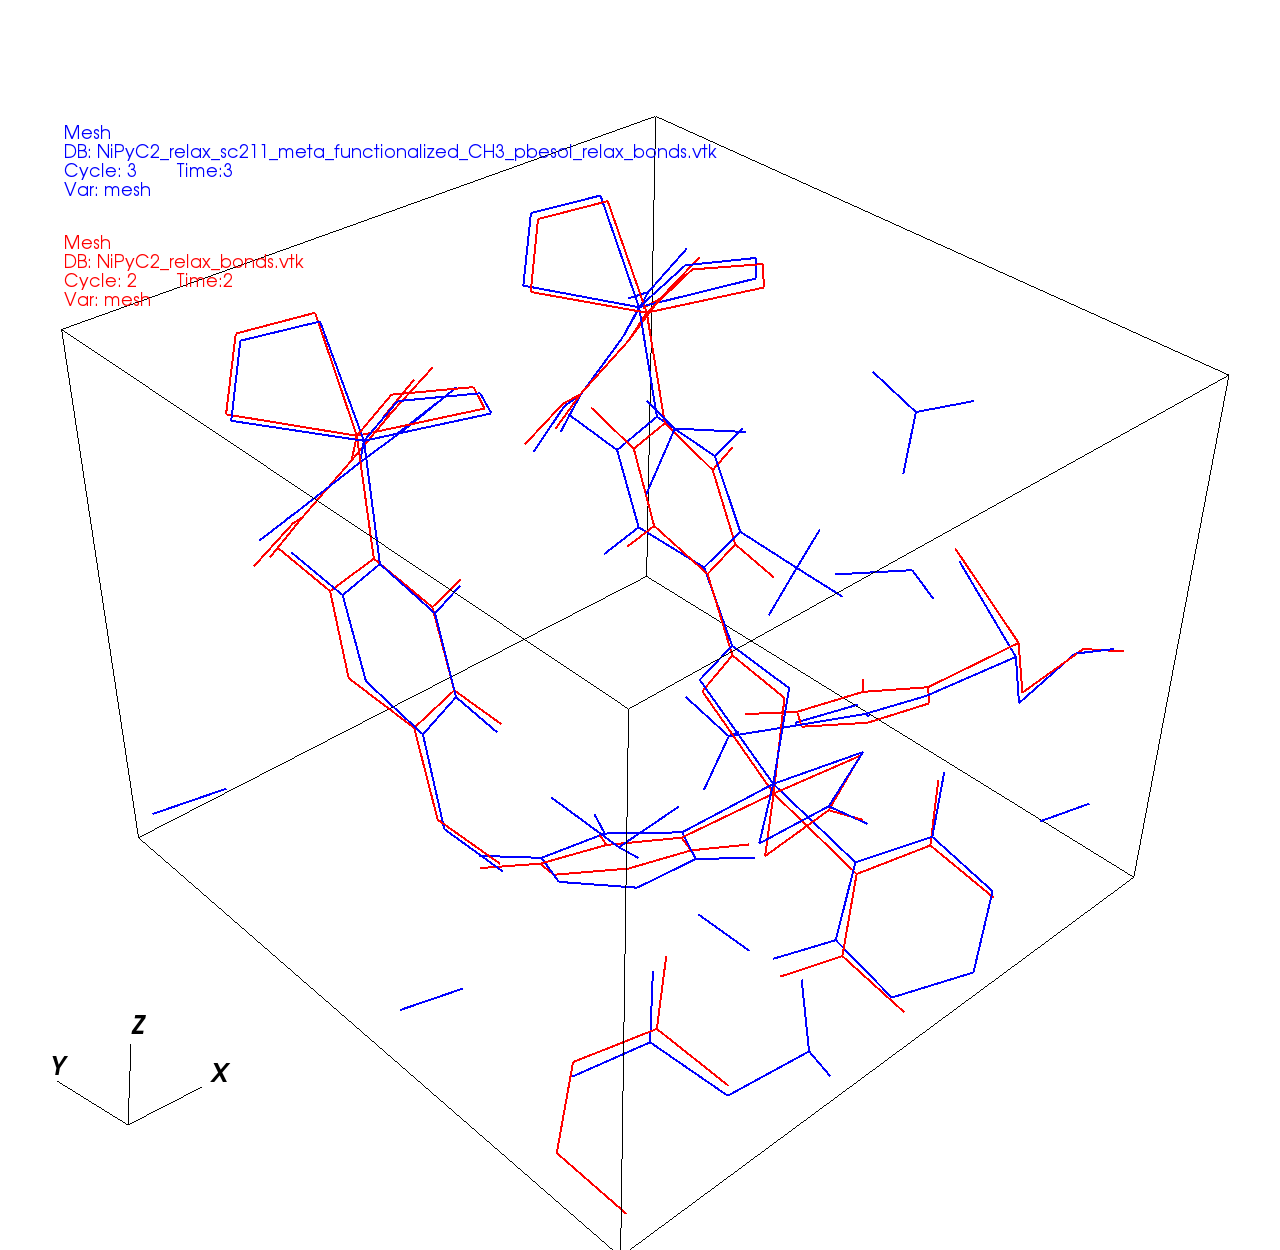 Mesh
DB: NiPyC2_relax_sc211_meta_functionalized_CH3_pbesol_relax_bonds.vtk
Cycle: 3 Time:3
Var: mesh
Mesh
DB: NiPyC2_relax_bonds.vtk
Cycle: 2 Time:2
Var: mesh
Z
Y
X